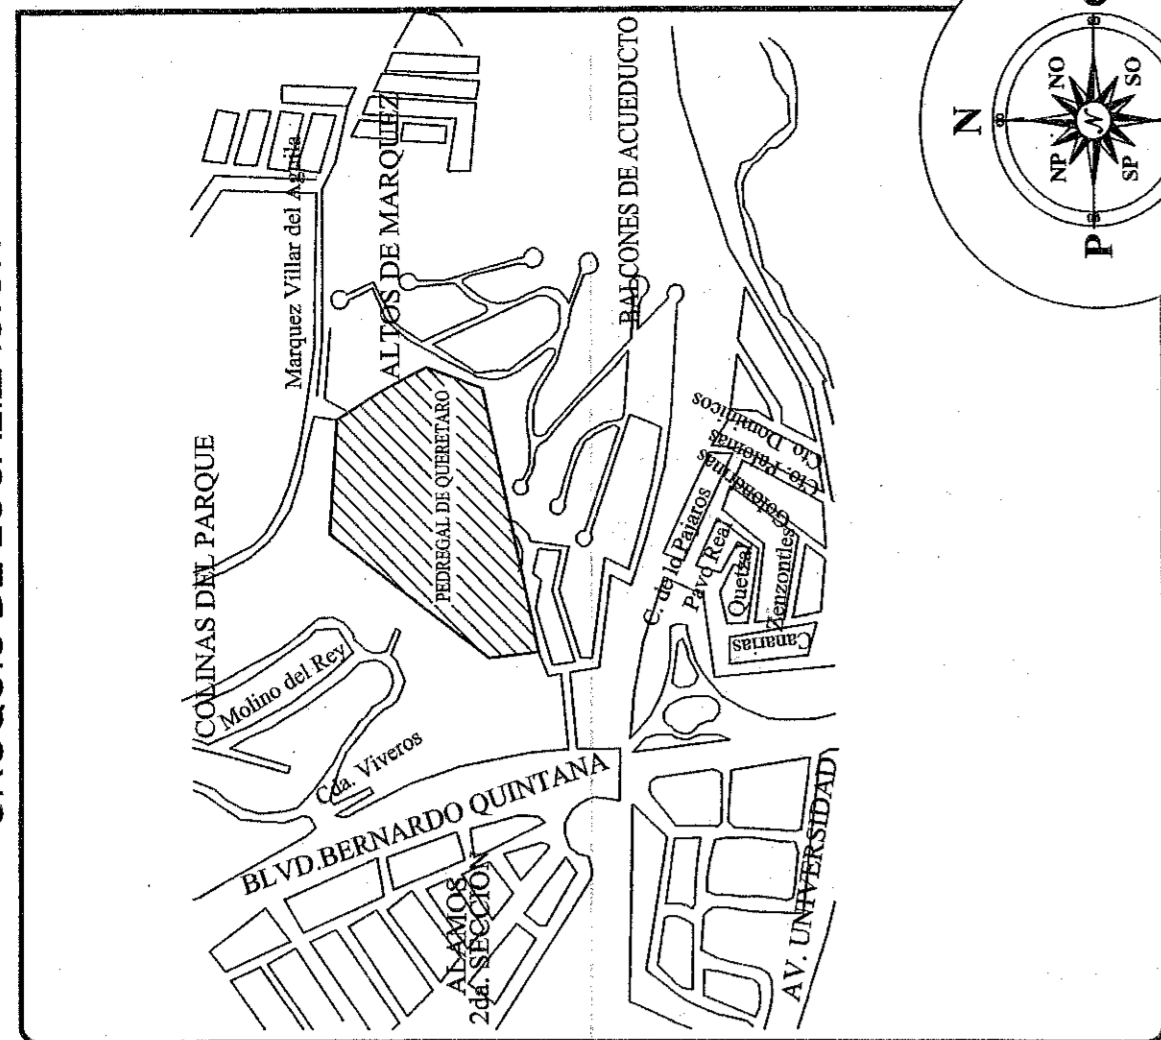 COLINAS DEL PARQUE
Molino del Rey
Cda. Viveros
BLVD. BERNARDO QUINTANA
ALAMOS
2da. SECCION
Marquez Villar del Aguila
ALTOS DE MARQUEZ
PEDREGAL DE QUERETARO
BALCONES DE ACUEDUCTO
C. de lo Pajaros
Pavo Real
Quetzal
Zenzontles
Canarias
Golondrinas
Cto. Palomas
Cto. Dominicos
AV. UNIVERSIDAD
N
NP
NO
P
SP
SO